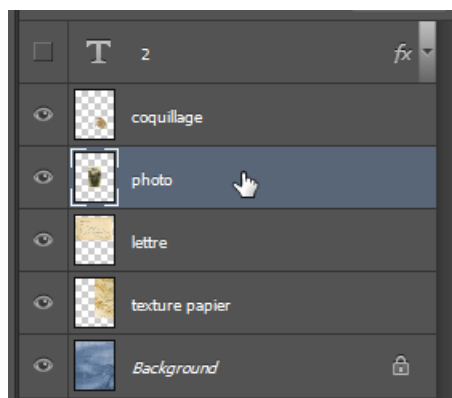 T 2 fx
coquillage
photo
lettre
texture papier
Background